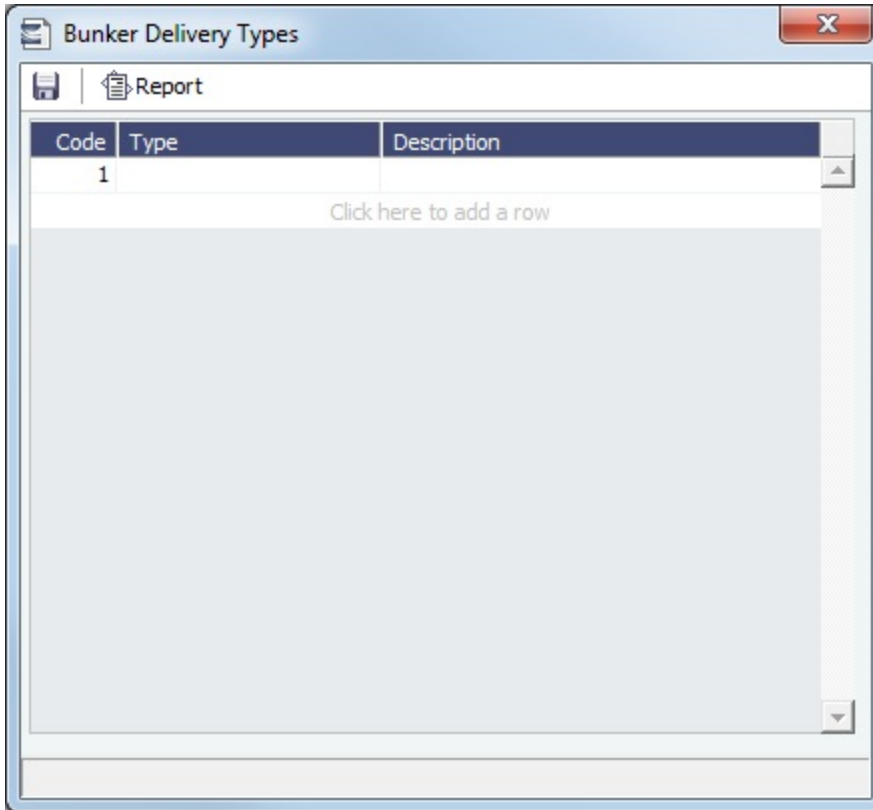 Bunker Delivery Types
Report
Code Type Description
1
Click here to add a row